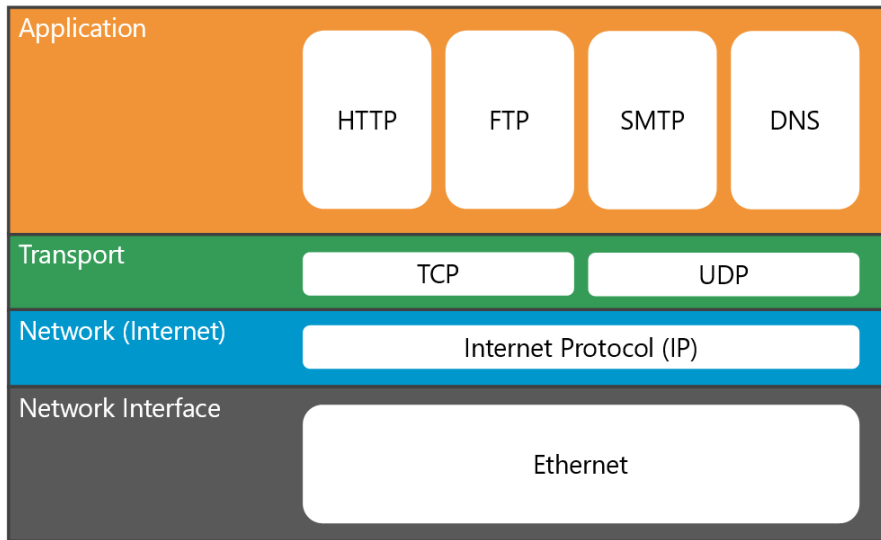 Application
HTTP
FTP
SMTP
DNS
Transport
TCP
UDP
Network (Internet)
Internet Protocol (IP)
Network Interface
Ethernet